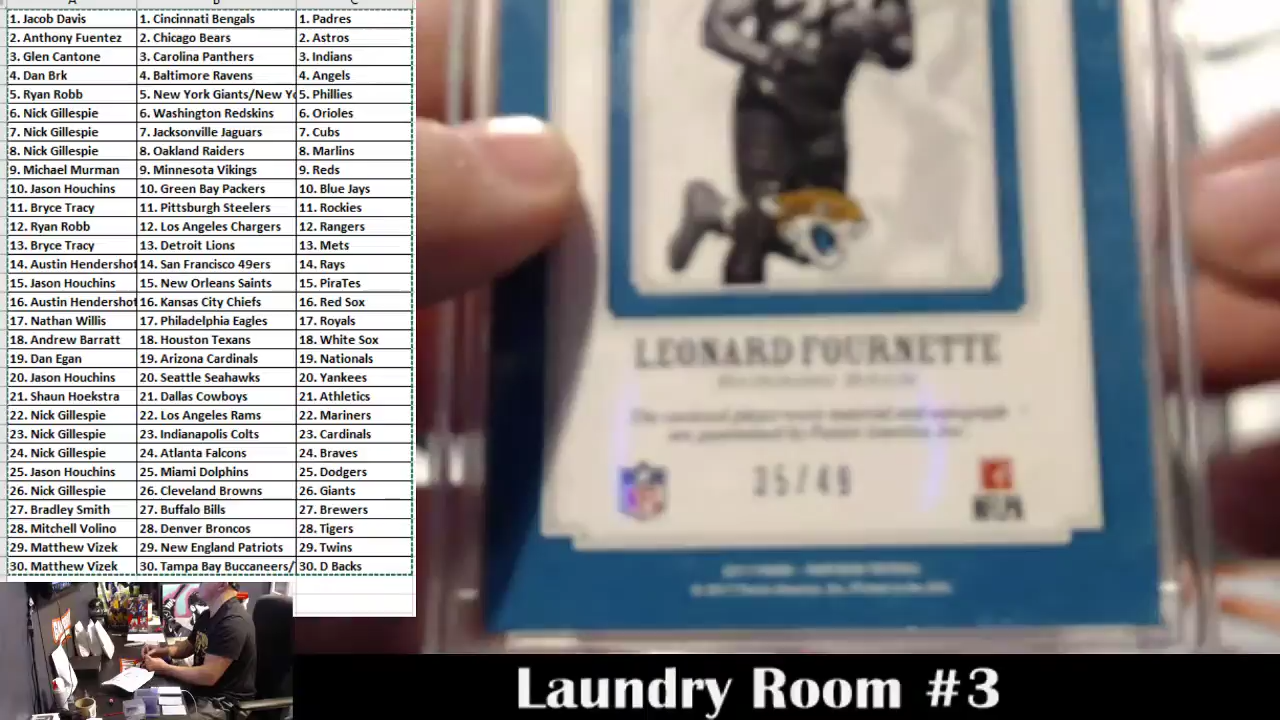 A B C
1. Jacob Davis 1. Cincinnati Bengals 1. Padres
2. Anthony Fuentez 2. Chicago Bears 2. Astros
3. Glen Cantone 3. Carolina Panthers 3. Indians
4. Dan Brk 4. Baltimore Ravens 4. Angels
5. Ryan Robb 5. New York Giants/New Yo 5. Phillies
6. Nick Gillespie 6. Washington Redskins 6. Orioles
7. Nick Gillespie 7. Jacksonville Jaguars 7. Cubs
8. Nick Gillespie 8. Oakland Raiders 8. Marlins
9. Michael Murman 9. Minnesota Vikings 9. Reds
10. Jason Houchins 10. Green Bay Packers 10. Blue Jays
11. Bryce Tracy 11. Pittsburgh Steelers 11. Rockies
12. Ryan Robb 12. Los Angeles Chargers 12. Rangers
13. Bryce Tracy 13. Detroit Lions 13. Mets
14. Austin Hendershot 14. San Francisco 49ers 14. Rays
15. Jason Houchins 15. New Orleans Saints 15. PiraTes
16. Austin Hendershot 16. Kansas City Chiefs 16. Red Sox
17. Nathan Willis 17. Philadelphia Eagles 17. Royals
18. Andrew Barratt 18. Houston Texans 18. White Sox
19. Dan Egan 19. Arizona Cardinals 19. Nationals
20. Jason Houchins 20. Seattle Seahawks 20. Yankees
21. Shaun Hoekstra 21. Dallas Cowboys 21. Athletics
22. Nick Gillespie 22. Los Angeles Rams 22. Mariners
23. Nick Gillespie 23. Indianapolis Colts 23. Cardinals
24. Nick Gillespie 24. Atlanta Falcons 24. Braves
25. Jason Houchins 25. Miami Dolphins 25. Dodgers
26. Nick Gillespie 26. Cleveland Browns 26. Giants
27. Bradley Smith 27. Buffalo Bills 27. Brewers
28. Mitchell Volino 28. Denver Broncos 28. Tigers
29. Matthew Vizek 29. New England Patriots 29. Twins
30. Matthew Vizek 30. Tampa Bay Buccaneers/ 30. D Backs
LEONARD FOURNETTE
35/49
NFL
NFLPA
Laundry Room #3